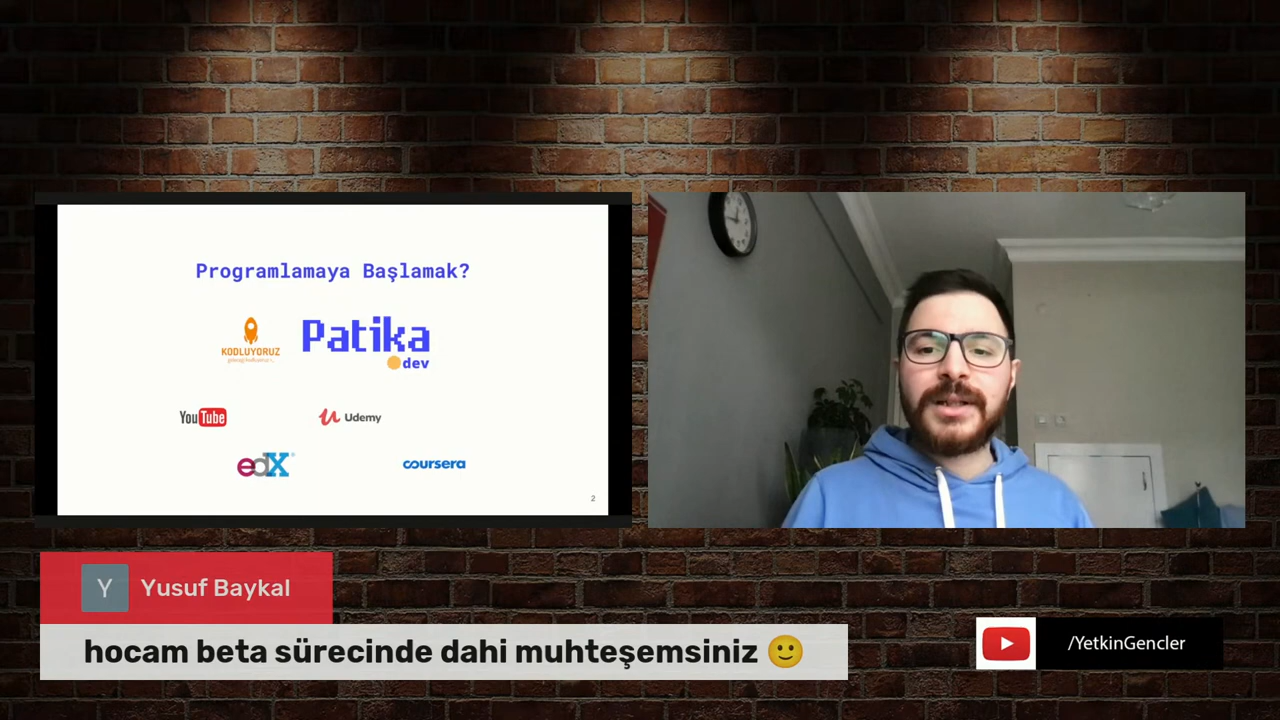 Programlamaya Başlamak?
KODLUYORUZ
Patika
dev
YouTube
Udemy
edX
coursera
2
Y
Yusuf Baykal
hocam beta sürecinde dahi muhteşemsiniz 🙂
/YetkinGencler